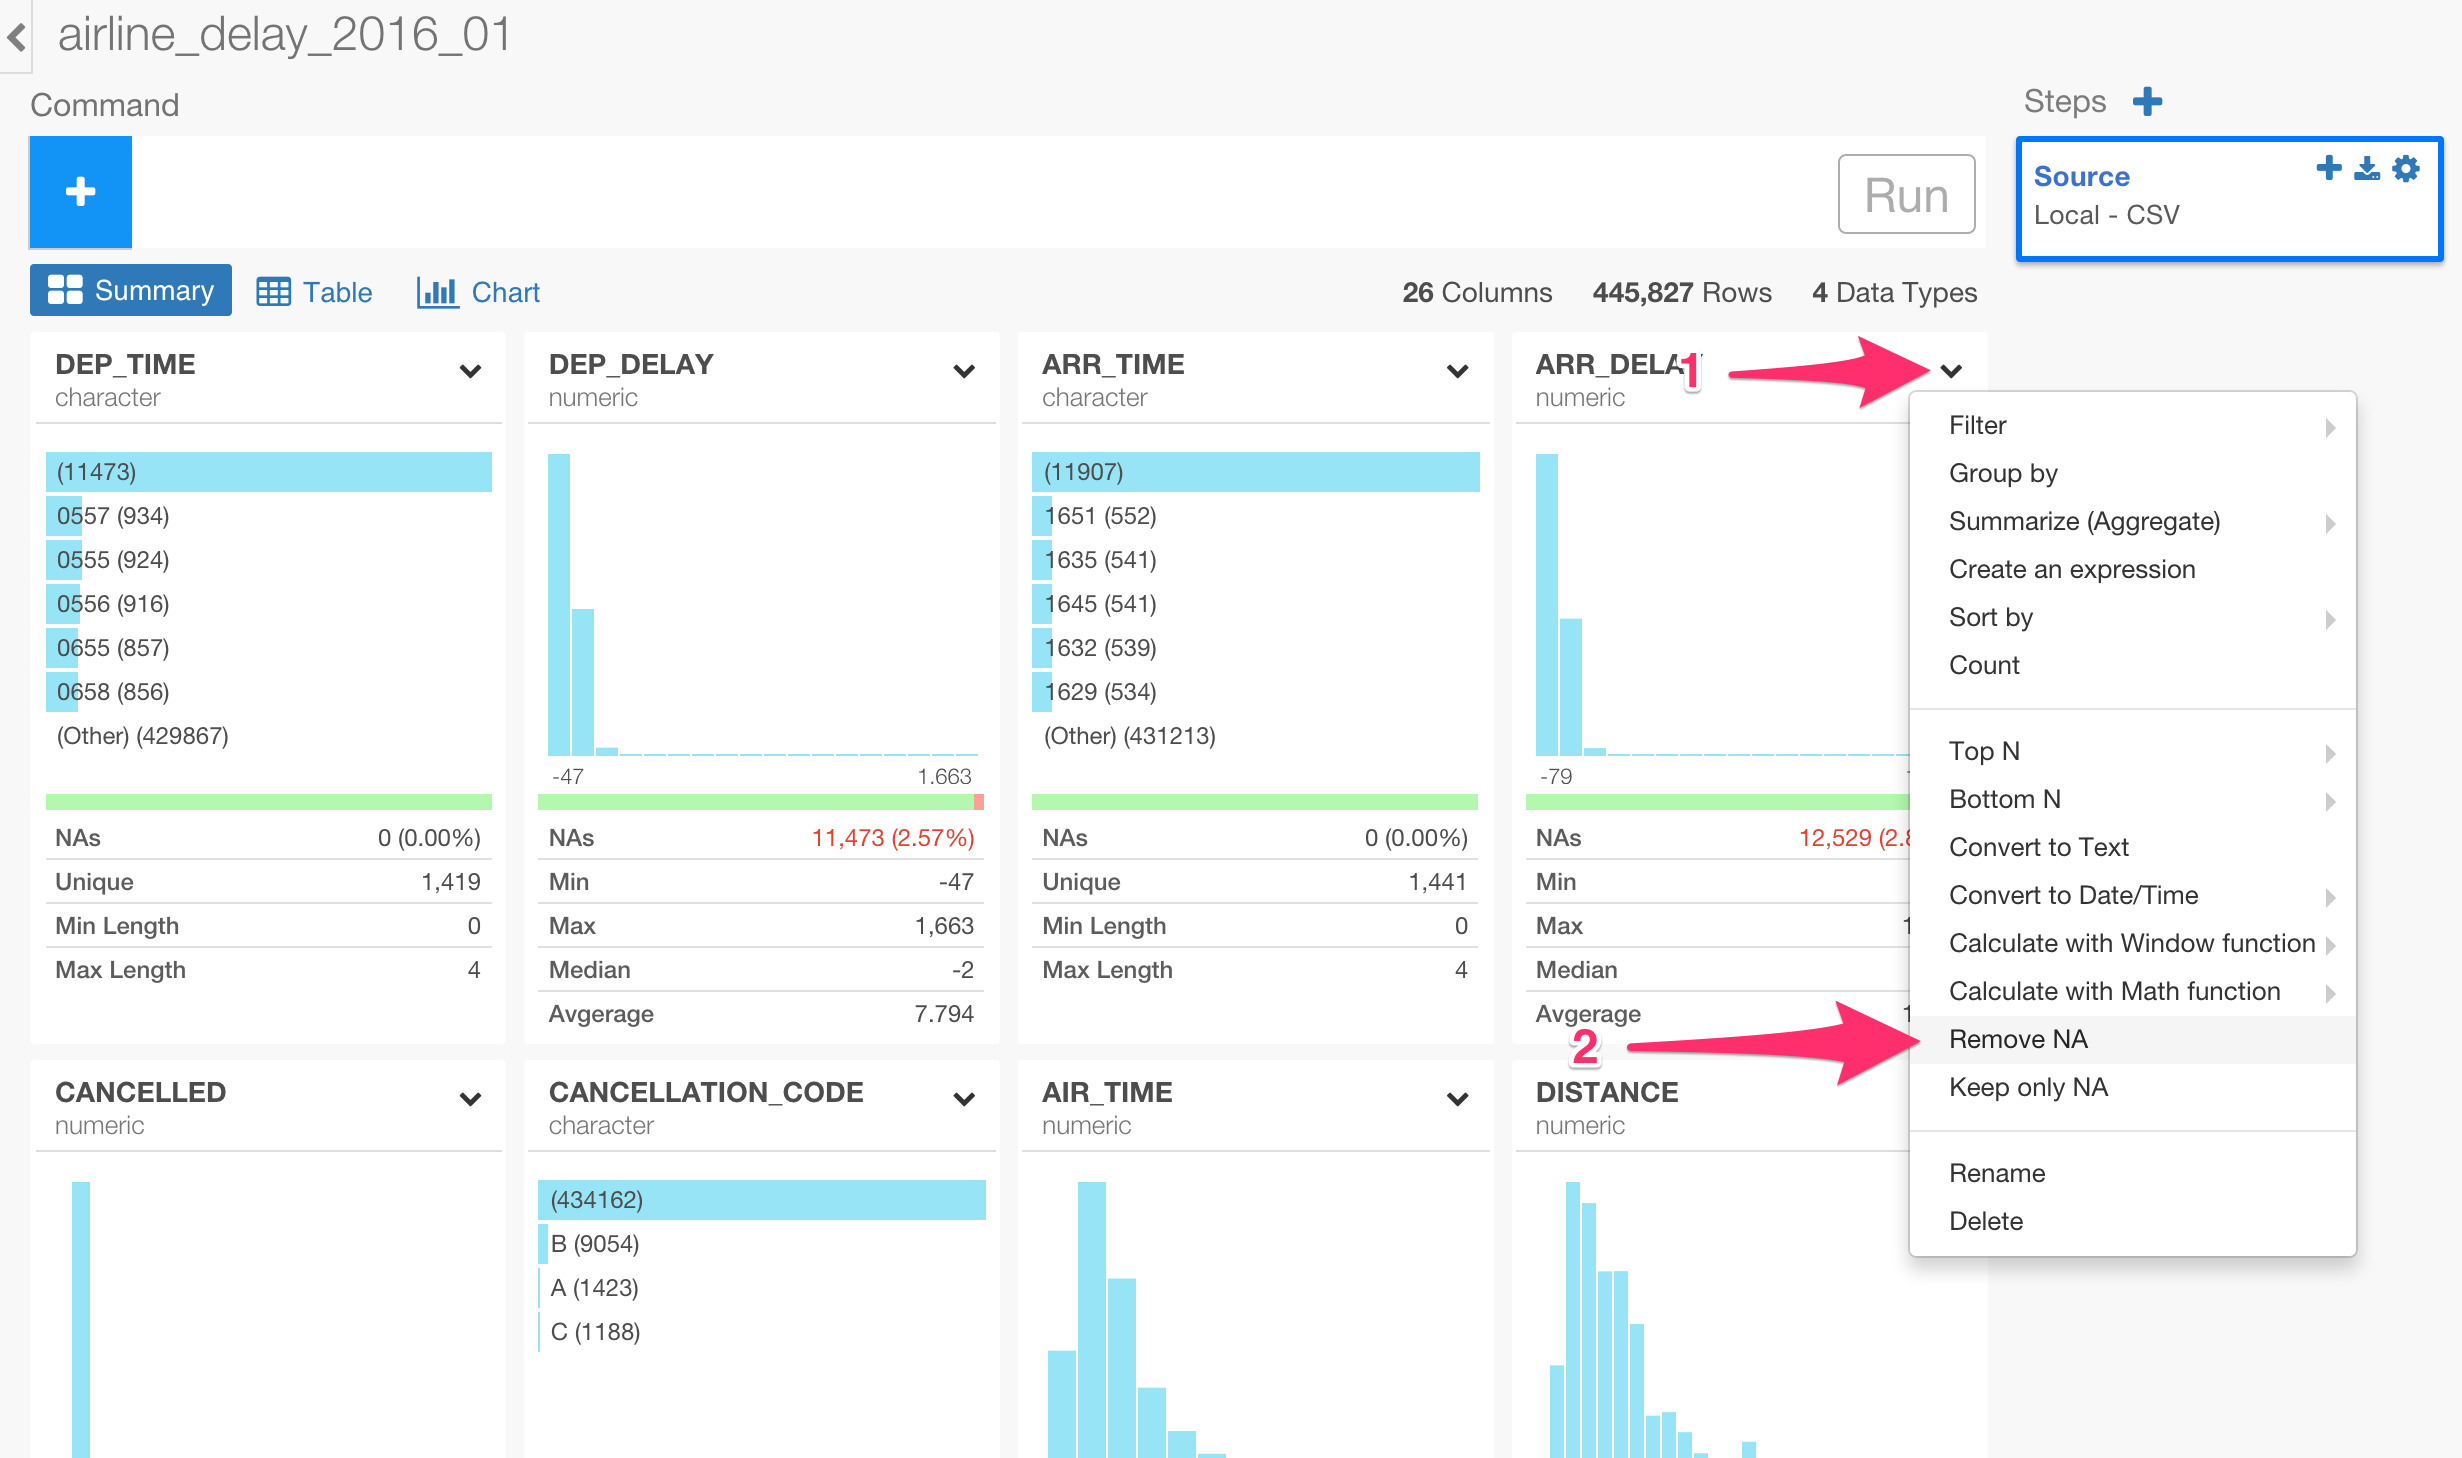 airline_delay_2016_01
Command
Steps
Run
Source
Local - CSV
Summary
Table
Chart
26 Columns
445,827 Rows
4 Data Types
DEP_TIME
character
(11473)
0557 (934)
0555 (924)
0556 (916)
0655 (857)
0658 (856)
(Other) (429867)
NAs 0 (0.00%)
Unique 1,419
Min Length 0
Max Length 4
DEP_DELAY
numeric
-47 1.663
NAs 11,473 (2.57%)
Min -47
Max 1,663
Median -2
Avgerage 7.794
ARR_TIME
character
(11907)
1651 (552)
1635 (541)
1645 (541)
1632 (539)
1629 (534)
(Other) (431213)
NAs 0 (0.00%)
Unique 1,441
Min Length 0
Max Length 4
ARR_DELA
1
numeric
-79
NAs 12,529 (2.8
Min
Max 1
Median
Avgerage 1
2
Filter
Group by
Summarize (Aggregate)
Create an expression
Sort by
Count
Top N
Bottom N
Convert to Text
Convert to Date/Time
Calculate with Window function
Calculate with Math function
Remove NA
Keep only NA
Rename
Delete
CANCELLED
numeric
CANCELLATION_CODE
character
(434162)
B (9054)
A (1423)
C (1188)
AIR_TIME
numeric
DISTANCE
numeric